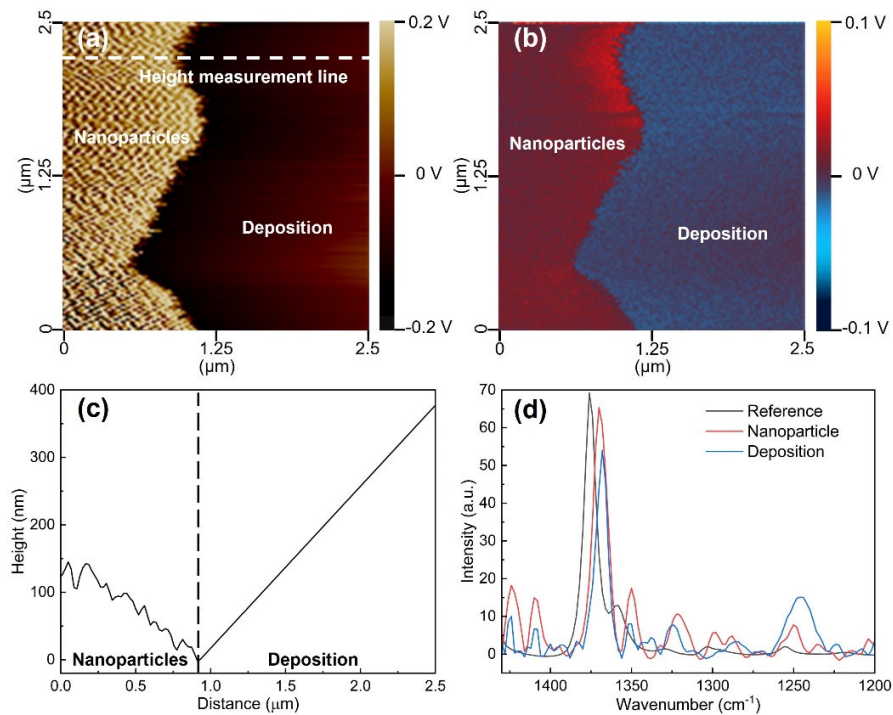 (a)
Height measurement line
Nanoparticles
Deposition
2.5
1.25
0
(µm)
0
1.25
2.5
(µm)
0.2 V
0 V
-0.2 V
(b)
Nanoparticles
Deposition
2.5
1.25
0
(µm)
0
1.25
2.5
(µm)
0.1 V
0 V
-0.1 V
(c)
400
300
200
100
0
Height (nm)
Nanoparticles
Deposition
0.0 0.5 1.0 1.5 2.0 2.5
Distance (µm)
(d)
Reference
Nanoparticle
Deposition
70
60
50
40
30
20
10
0
Intensity (a.u.)
1400 1350 1300 1250 1200
Wavenumber (cm⁻¹)